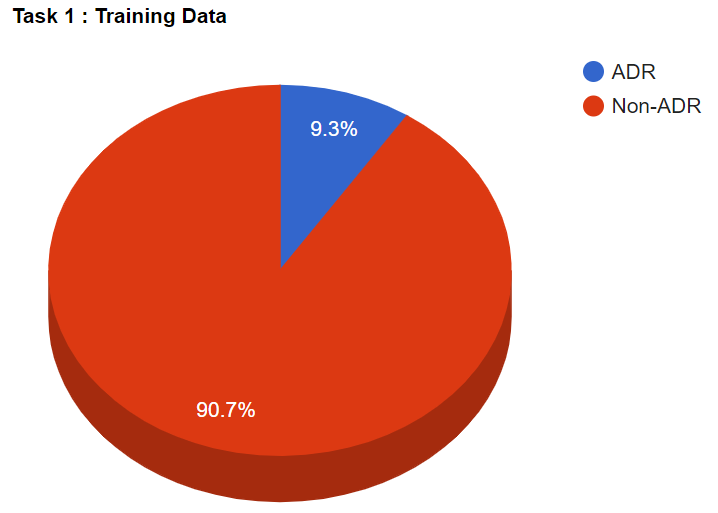 Task 1 : Training Data
ADR
Non-ADR
9.3%
90.7%